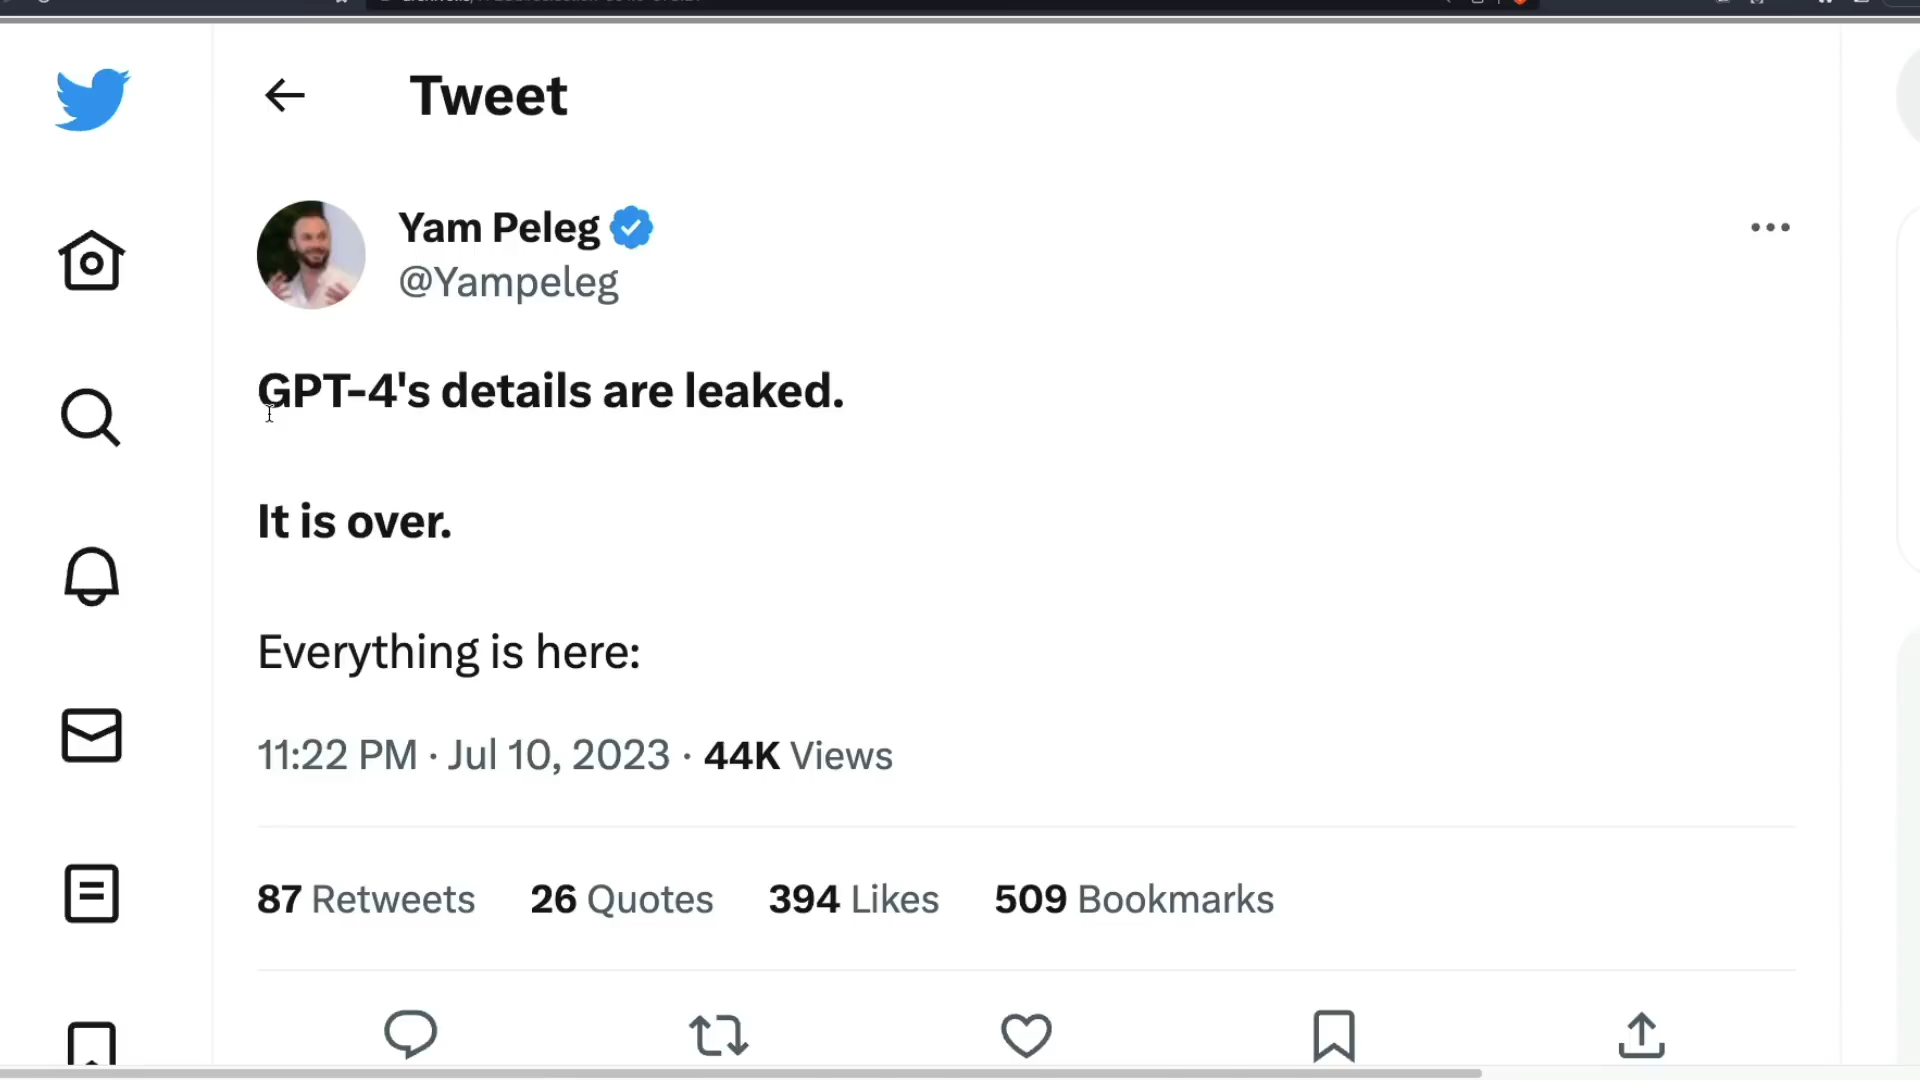 Tweet
Yam Peleg
@Yampeleg
GPT-4's details are leaked.
It is over.
Everything is here:
11:22 PM · Jul 10, 2023 · 44K Views
87 Retweets 26 Quotes 394 Likes 509 Bookmarks